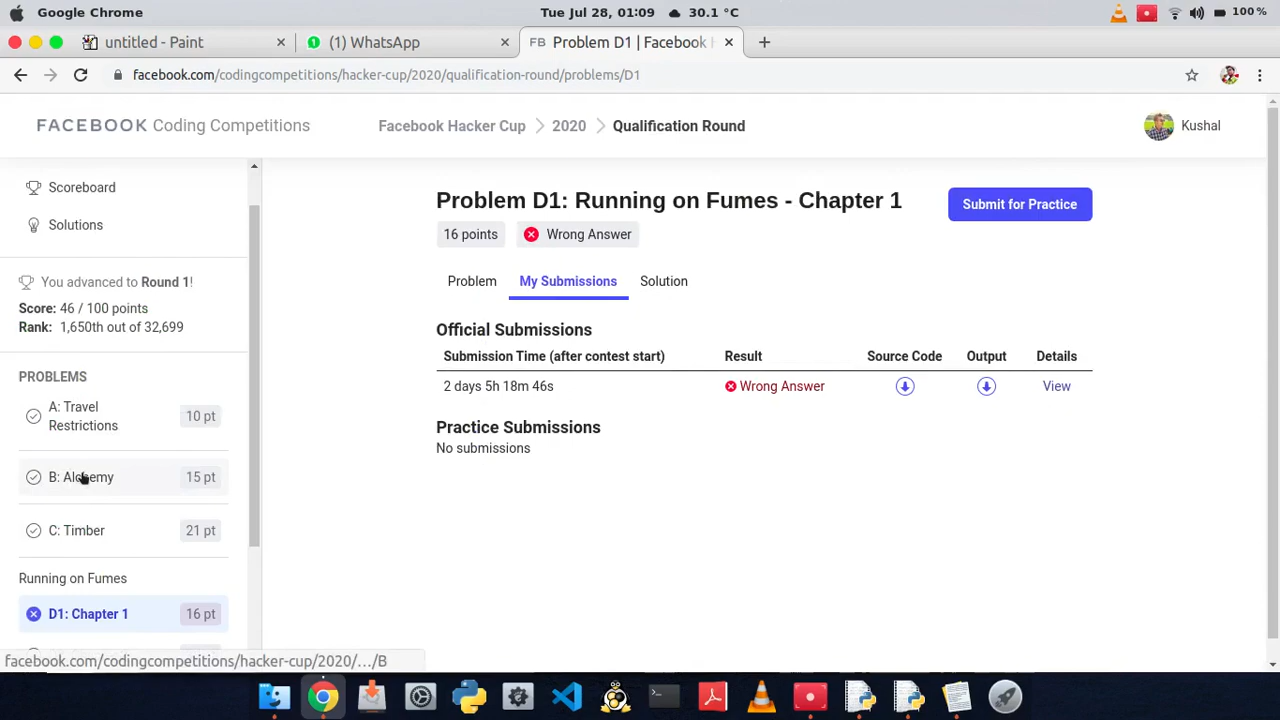 Google Chrome
Tue Jul 28, 01:09 30.1 °C
100 %
untitled - Paint
1 (1) WhatsApp
FB Problem D1 | Facebook
facebook.com/codingcompetitions/hacker-cup/2020/qualification-round/problems/D1
FACEBOOK Coding Competitions
Facebook Hacker Cup
2020
Qualification Round
Kushal
Scoreboard
Solutions
You advanced to Round 1!
Score: 46 / 100 points
Rank: 1,650th out of 32,699
PROBLEMS
A: Travel
Restrictions
10 pt
B: Alchemy
15 pt
C: Timber
21 pt
Running on Fumes
D1: Chapter 1
16 pt
facebook.com/codingcompetitions/hacker-cup/2020/…/B
Problem D1: Running on Fumes - Chapter 1
Submit for Practice
16 points
Wrong Answer
Problem
My Submissions
Solution
Official Submissions
Submission Time (after contest start) Result Source Code Output Details
2 days 5h 18m 46s Wrong Answer View
Practice Submissions
No submissions